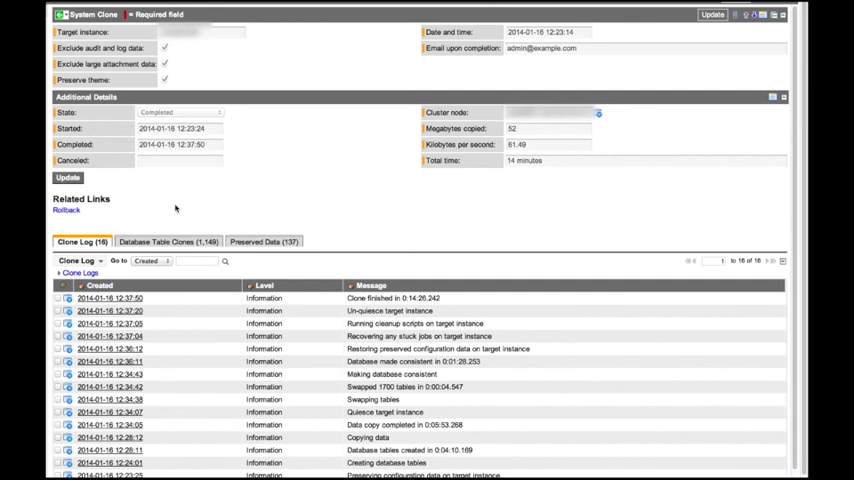 System Clone = Required field Update
Target instance: Date and time: 2014-01-16 12:23:14
Exclude audit and log data: Email upon completion: admin@example.com
Exclude large attachment data:
Preserve theme:
Additional Details
State: Completed Cluster node:
Started: 2014-01-16 12:23:24 Megabytes copied: 52
Completed: 2014-01-16 12:37:50 Kilobytes per second: 61.49
Canceled: Total time: 14 minutes
Update
Related Links
Rollback
Clone Log (16) Database Table Clones (1,149) Preserved Data (137)
Clone Log Go to Created 1 to 16 of 16
Clone Logs
Created Level Message
2014-01-16 12:37:50 Information Clone finished in 0:14:26.242
2014-01-16 12:37:20 Information Un-quiesce target instance
2014-01-16 12:37:05 Information Running cleanup scripts on target instance
2014-01-16 12:37:04 Information Recovering any stuck jobs on target instance
2014-01-16 12:36:12 Information Restoring preserved configuration data on target instance
2014-01-16 12:36:11 Information Database made consistent in 0:01:28.253
2014-01-16 12:34:43 Information Making database consistent
2014-01-16 12:34:42 Information Swapped 1700 tables in 0:00:04.547
2014-01-16 12:34:38 Information Swapping tables
2014-01-16 12:34:07 Information Quiesce target instance
2014-01-16 12:34:05 Information Data copy completed in 0:05:53.268
2014-01-16 12:28:12 Information Copying data
2014-01-16 12:28:11 Information Database tables created in 0:04:10.169
2014-01-16 12:24:01 Information Creating database tables
2014-01-16 12:23:25 Information Preserving configuration data on target instance